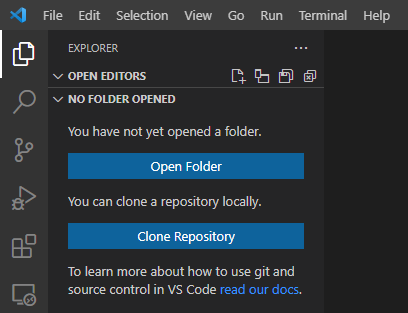 File Edit Selection View Go Run Terminal Help
EXPLORER
OPEN EDITORS
NO FOLDER OPENED
You have not yet opened a folder.
Open Folder
You can clone a repository locally.
Clone Repository
To learn more about how to use git and
source control in VS Code read our docs.